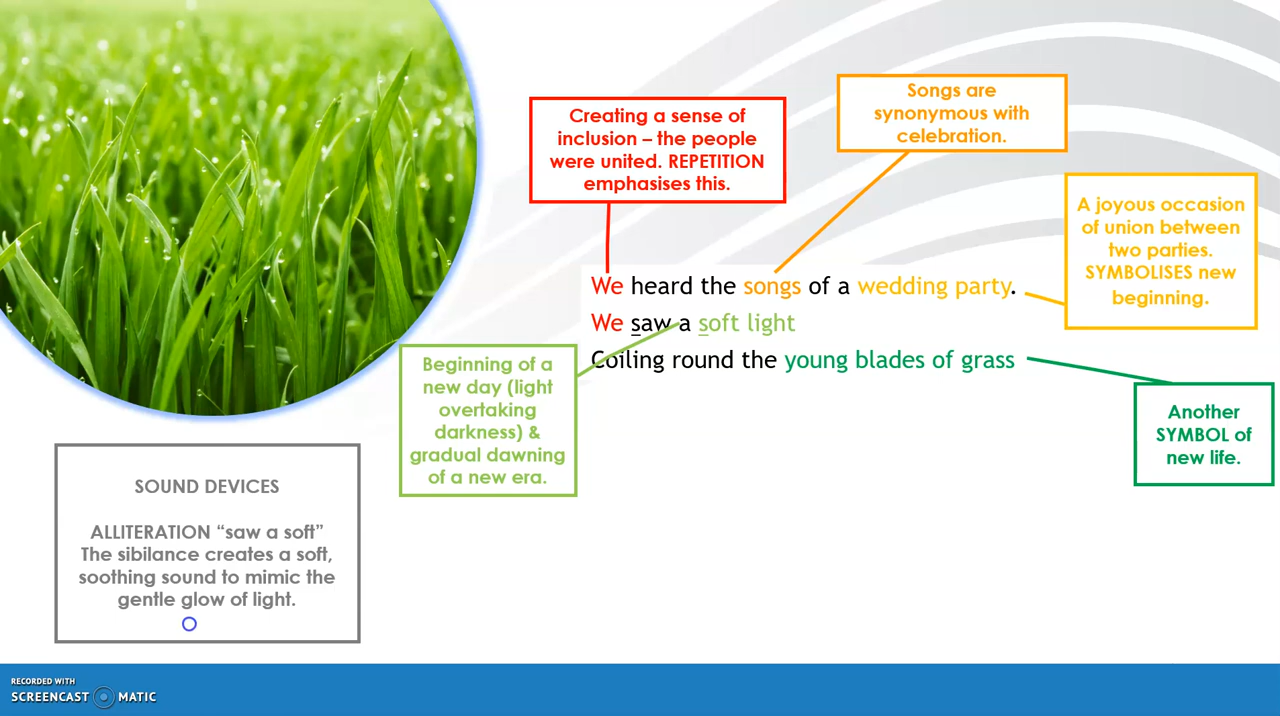 Creating a sense of
inclusion – the people
were united. REPETITION
emphasises this.
Songs are
synonymous with
celebration.
A joyous occasion
of union between
two parties.
SYMBOLISES new
beginning.
We heard the songs of a wedding party.
We saw a soft light
Coiling round the young blades of grass
Beginning of a
new day (light
overtaking
darkness) &
gradual dawning
of a new era.
Another
SYMBOL of
new life.
SOUND DEVICES
ALLITERATION “saw a soft”
The sibilance creates a soft,
soothing sound to mimic the
gentle glow of light.
RECORDED WITH
SCREENCAST MATIC